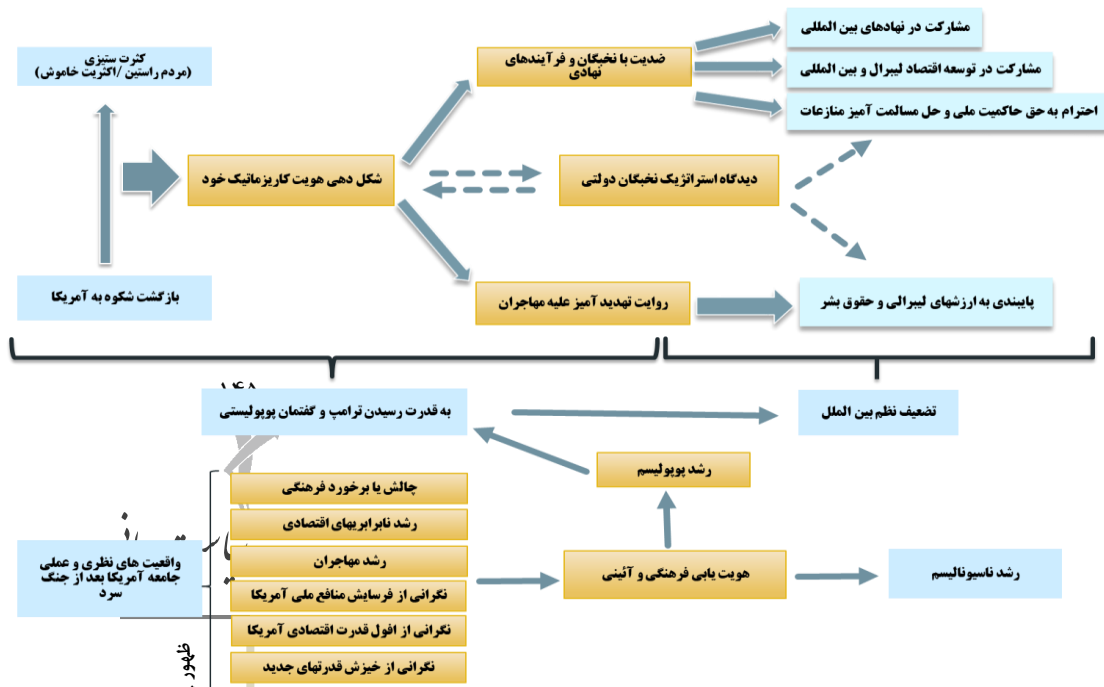 کثرت ستیزی
(مردم راستین /اکثریت خاموش)
بازگشت شکوه به آمریکا
شکل دهی هویت کاریزماتیک خود
ضدیت با نخبگان و فرآیندهای
نهادی
دیدگاه استراتژیک نخبگان دولتی
روایت تهدید آمیز علیه مهاجران
مشارکت در نهادهای بین المللی
مشارکت در توسعه اقتصاد لیبرال و بین المللی
احترام به حق حاکمیت ملی و حل مسالمت آمیز منازعات
پایبندی به ارزشهای لیبرالی و حقوق بشر
۱۴۵
به قدرت رسیدن ترامپ و گفتمان پوپولیستی
تضعیف نظم بین الملل
رشد پوپولیسم
چالش یا برخورد فرهنگی
رشد نابرابریهای اقتصادی
رشد مهاجران
نگرانی از فرسایش منافع ملی آمریکا
نگرانی از افول قدرت اقتصادی آمریکا
نگرانی از خیزش قدرتهای جدید
واقعیت های نظری و عملی
جامعه آمریکا بعد از جنگ
سرد
هویت یابی فرهنگی و آئینی
رشد ناسیونالیسم
ظهور